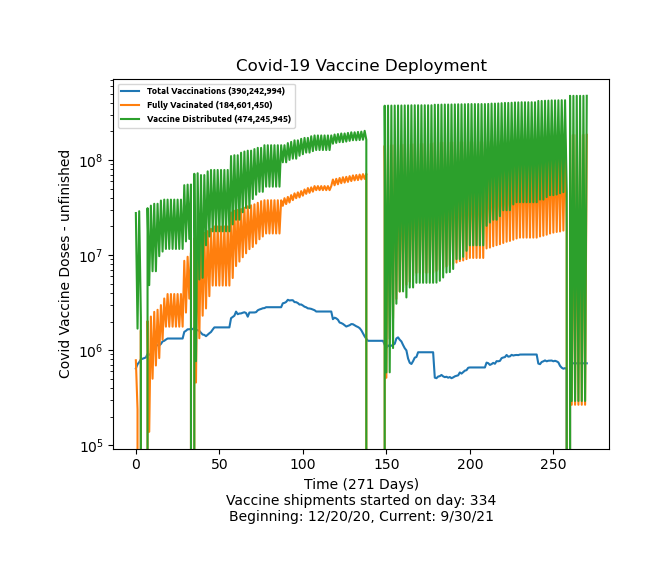 Covid-19 Vaccine Deployment
Total Vaccinations (390,242,994)
Fully Vacinated (184,601,450)
Vaccine Distributed (474,245,945)
Covid Vaccine Doses - unfinished
10^8
10^7
10^6
10^5
0 50 100 150 200 250
Time (271 Days)
Vaccine shipments started on day: 334
Beginning: 12/20/20, Current: 9/30/21